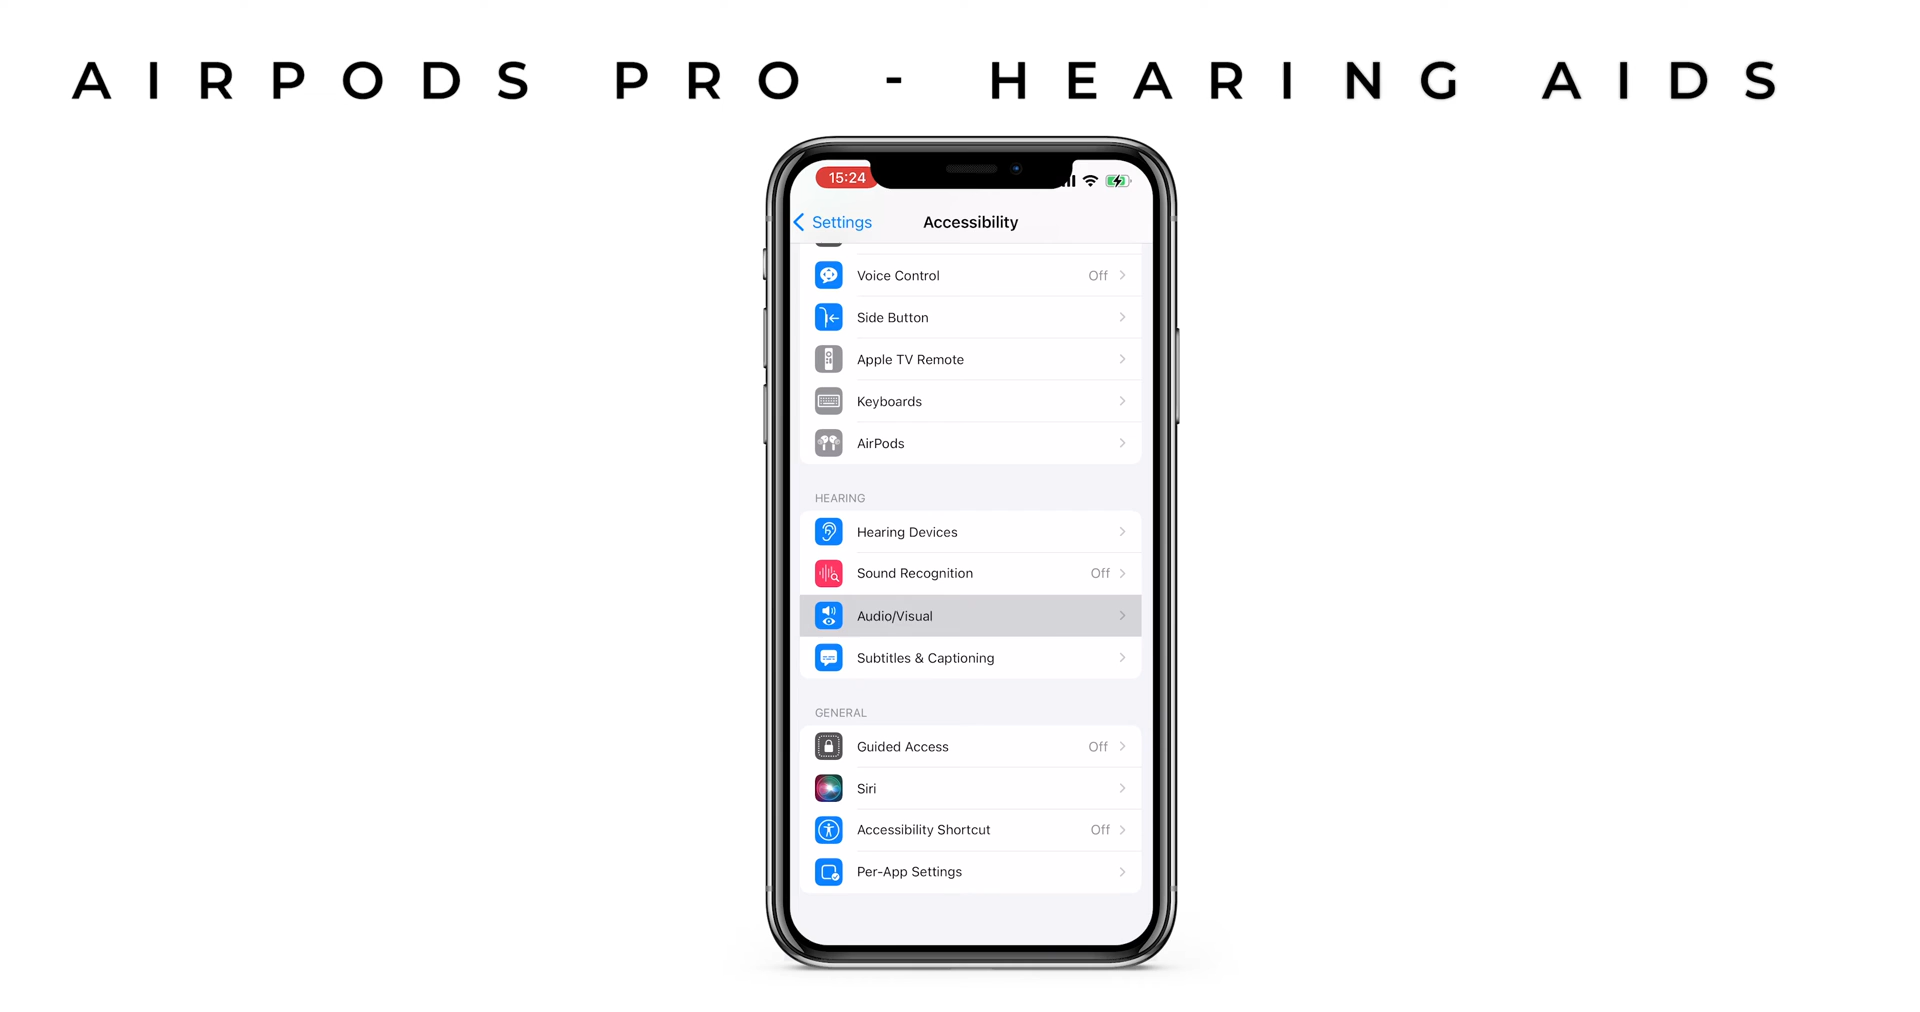 AIRPODS PRO - HEARING AIDS
15:24
Settings
Accessibility
Voice Control
Off
Side Button
Apple TV Remote
Keyboards
AirPods
HEARING
Hearing Devices
Sound Recognition
Off
Audio/Visual
Subtitles & Captioning
GENERAL
Guided Access
Off
Siri
Accessibility Shortcut
Off
Per-App Settings